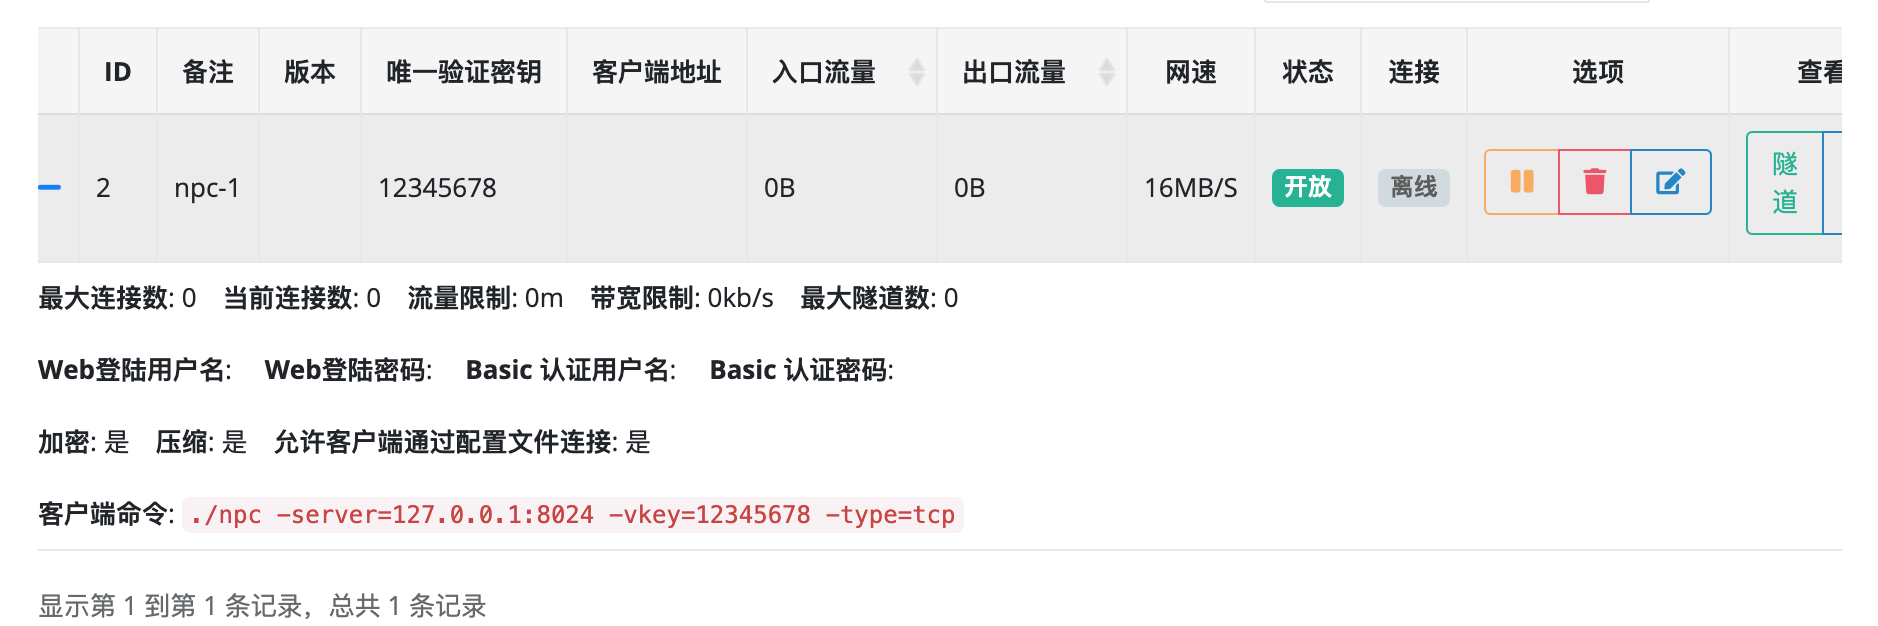 ID 备注 版本 唯一验证密钥 客户端地址 入口流量 出口流量 网速 状态 连接 选项 查看
2 npc-1 12345678 0B 0B 16MB/S 开放 离线 隧道
最大连接数: 0 当前连接数: 0 流量限制: 0m 带宽限制: 0kb/s 最大隧道数: 0
Web登陆用户名: Web登陆密码: Basic 认证用户名: Basic 认证密码:
加密: 是 压缩: 是 允许客户端通过配置文件连接: 是
客户端命令: ./npc -server=127.0.0.1:8024 -vkey=12345678 -type=tcp
显示第 1 到第 1 条记录，总共 1 条记录